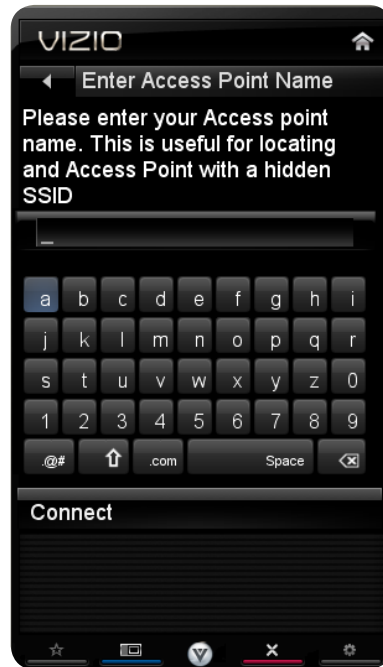 VIZIO
Enter Access Point Name
Please enter your Access point
name. This is useful for locating
and Access Point with a hidden
SSID
_
a b c d e f g h i
j k l m n o p q r
s t u v w x y z 0
1 2 3 4 5 6 7 8 9
.@# .com Space
Connect
V